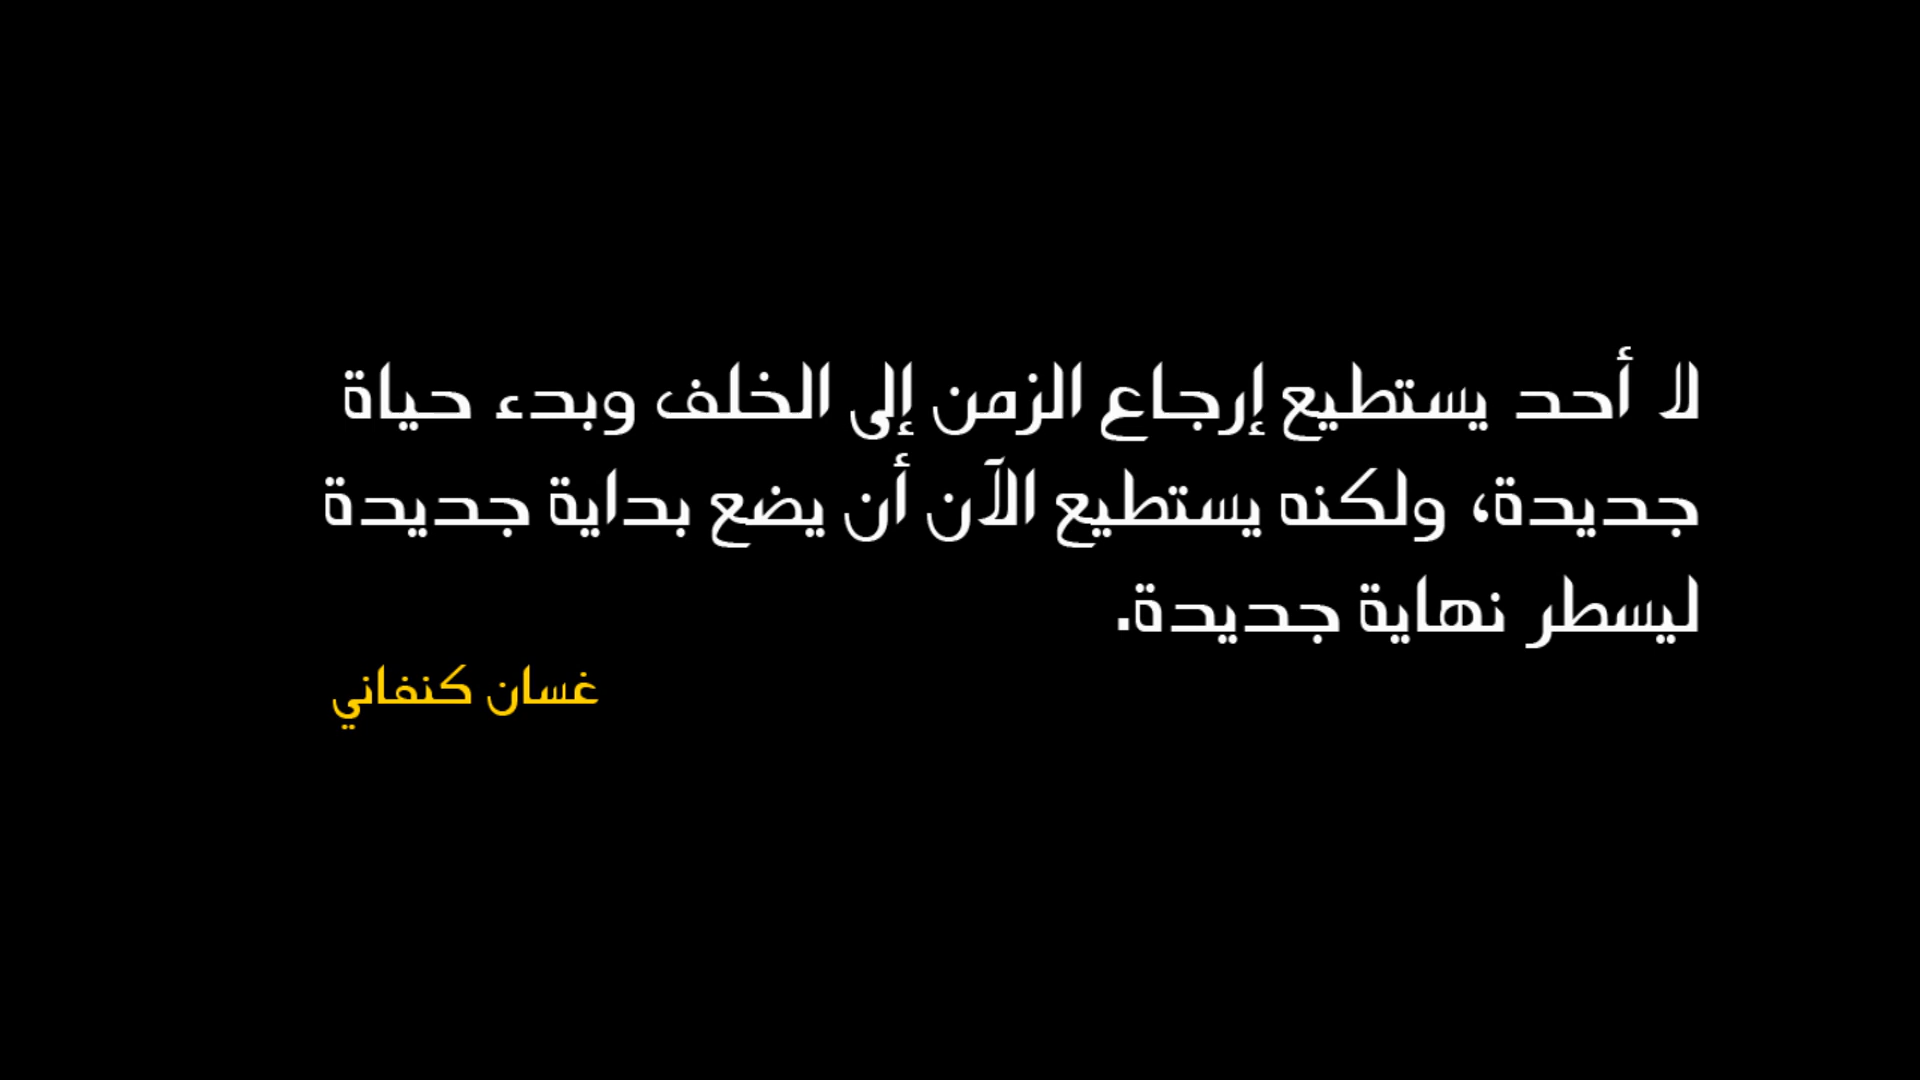 لا أحد يستطيع إرجاع الزمن إلى الخلف وبدء حياة
جديدة، ولكنه يستطيع الآن أن يضع بداية جديدة
ليسطر نهاية جديدة.
غسان كنفاني